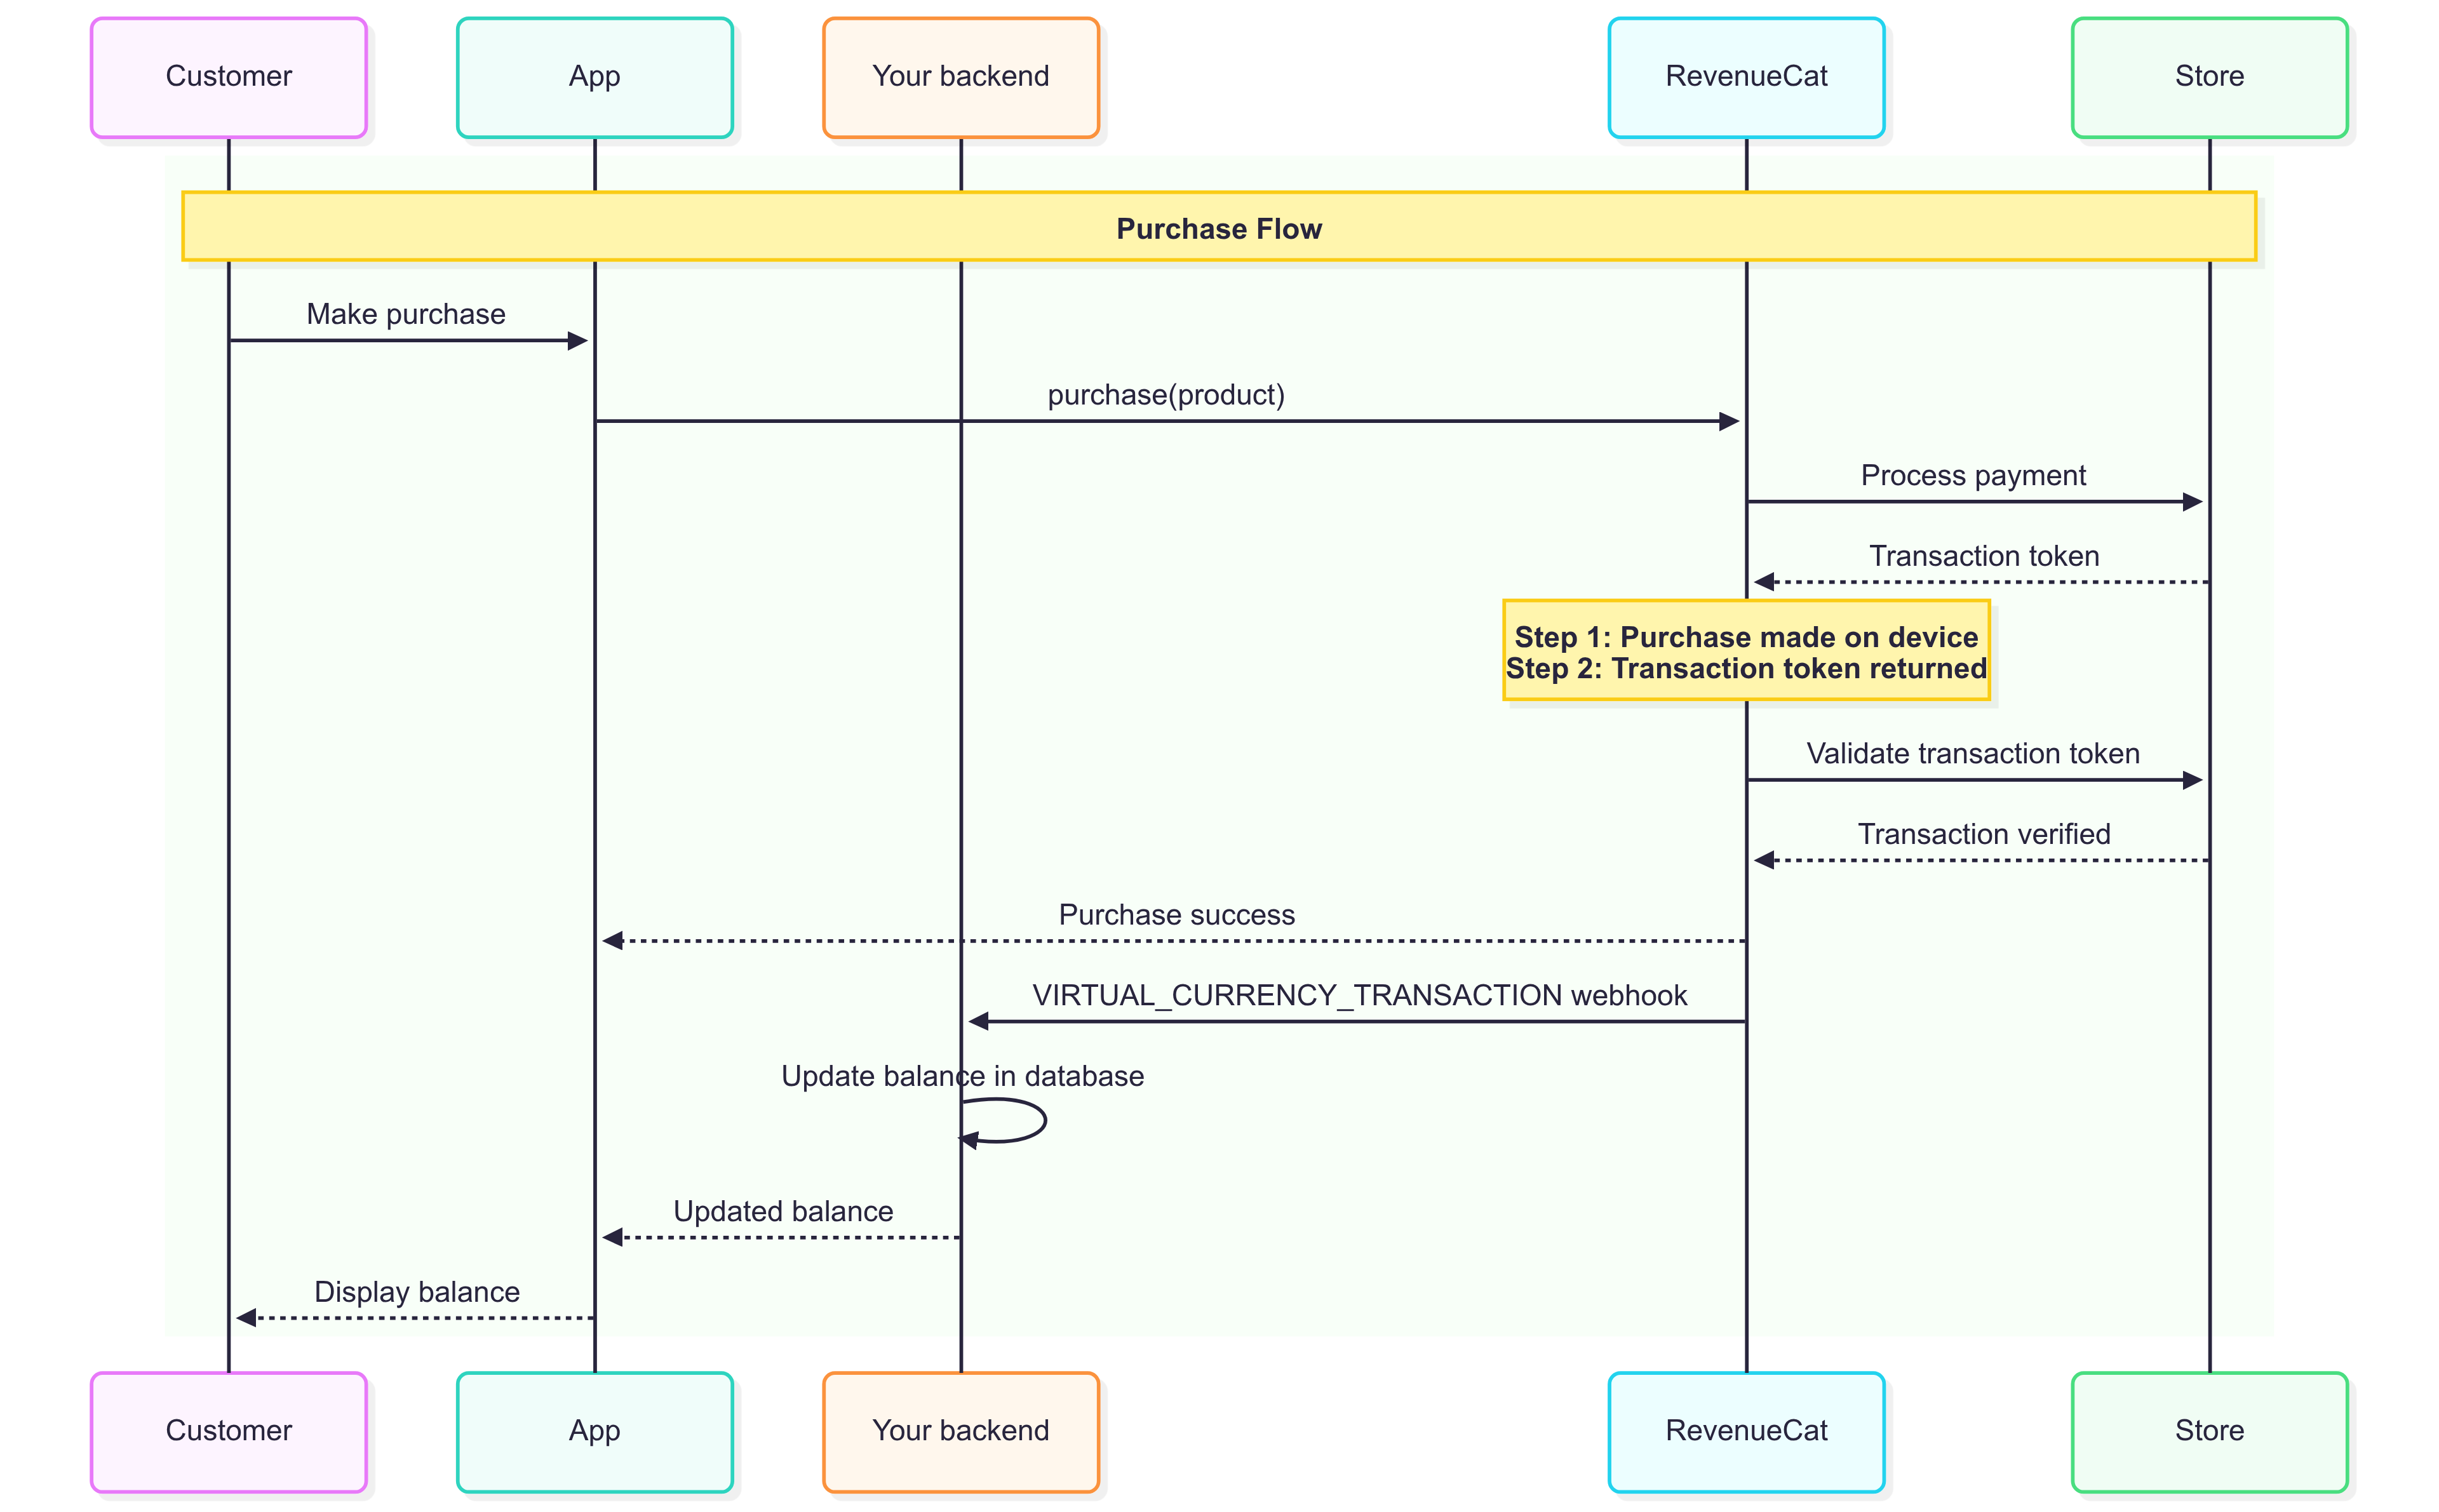 Customer
App
Your backend
RevenueCat
Store
Purchase Flow
Make purchase
purchase(product)
Process payment
Transaction token
Step 1: Purchase made on device
Step 2: Transaction token returned
Validate transaction token
Transaction verified
Purchase success
VIRTUAL_CURRENCY_TRANSACTION webhook
Update balance in database
Updated balance
Display balance
Customer
App
Your backend
RevenueCat
Store